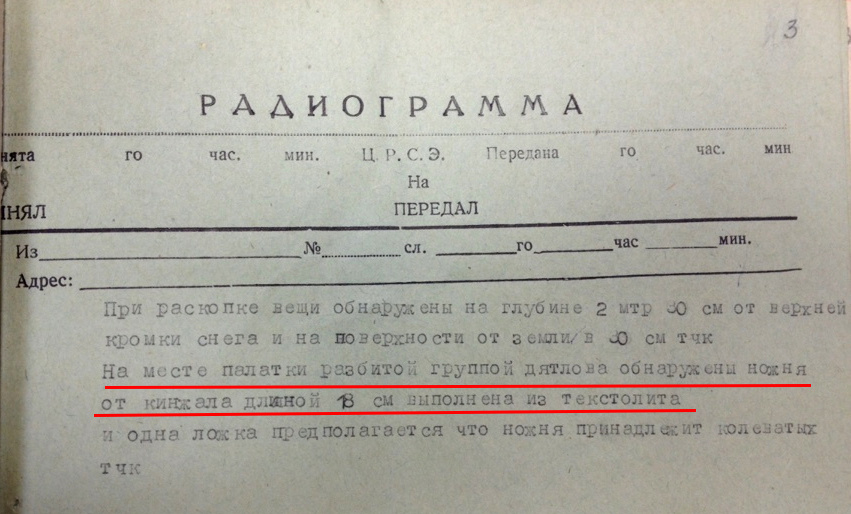 3
РАДИОГРАММА
нята го час. мин. Ц. Р. С. Э. Передана го час. мин
На
ИНЯЛ ПЕРЕДАЛ
Из № сл. го час мин.
Адрес:
При раскопке вещи обнаружены на глубине 2 мтр 30 см от верхней
кромки снега и на поверхности от земли/в 30 см тчк
На месте палатки разбитой группой дятлова обнаружены ножня
от кинжала длиной 18 см выполнена из текстолита
и одна ложка предполагается что ножня принадлежит колеватых
тчк